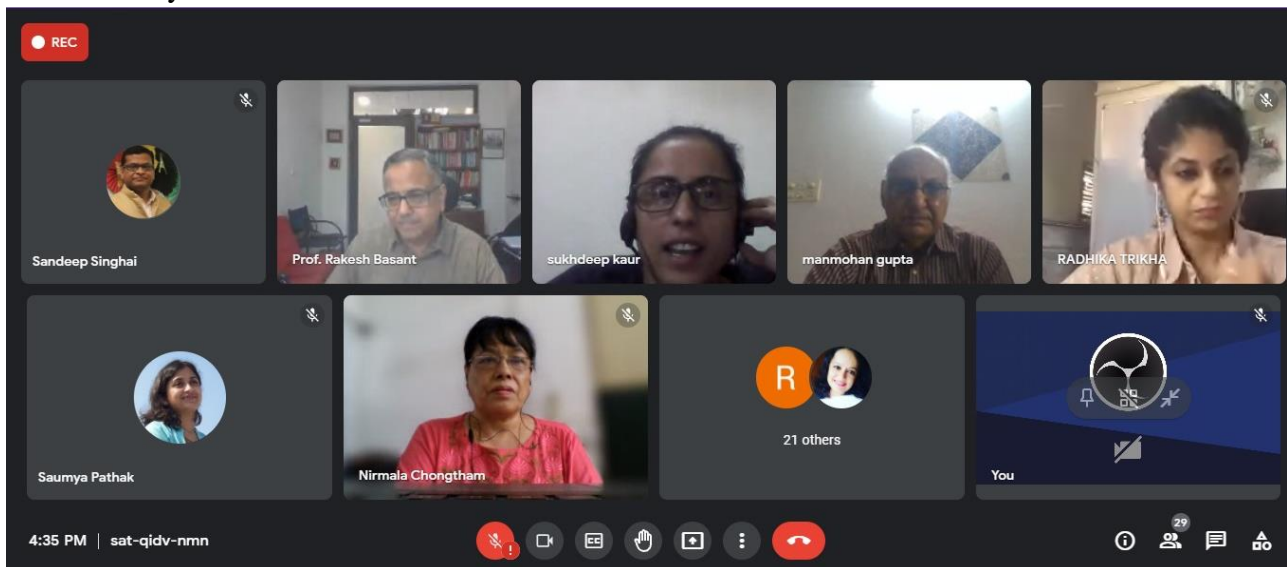 REC
Sandeep Singhai
Prof. Rakesh Basant
sukhdeep kaur
manmohan gupta
RADHIKA TRIKHA
R
21 others
Saumya Pathak
Nirmala Chongtham
You
4:35 PM | sat-qidv-nmn
CC
29